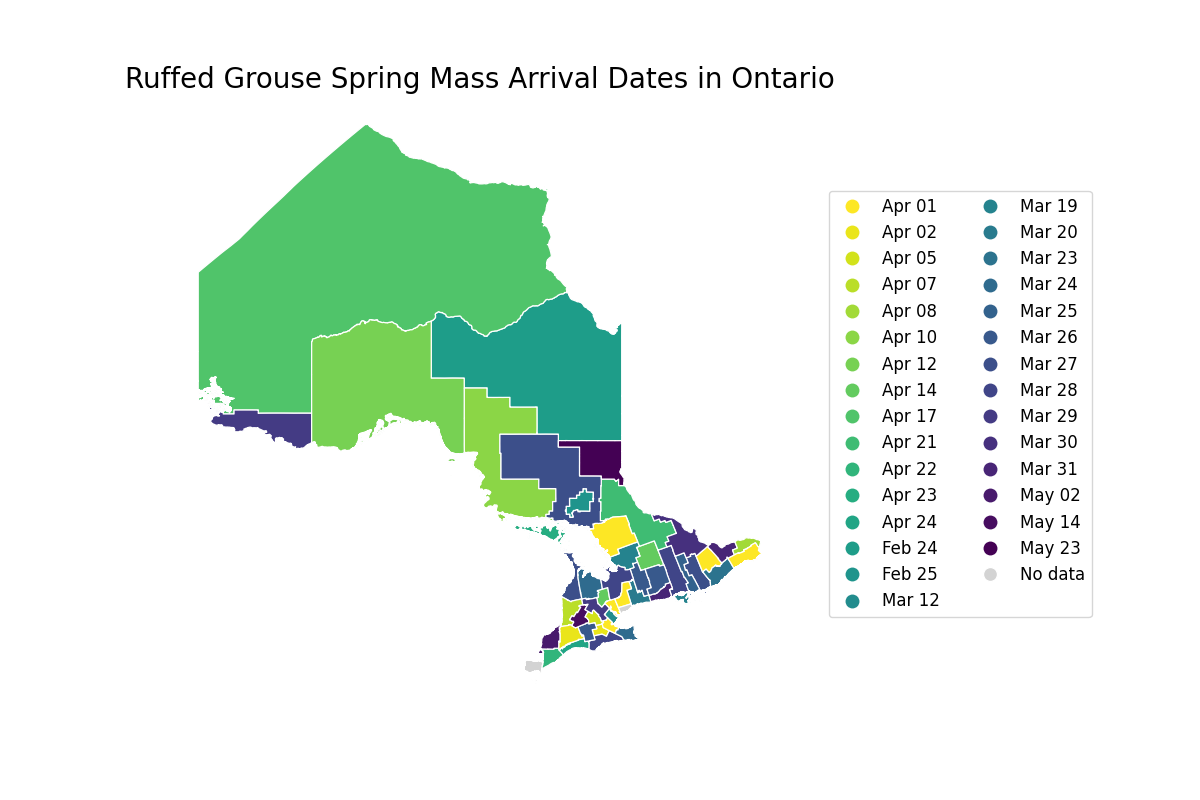 Ruffed Grouse Spring Mass Arrival Dates in Ontario
Apr 01
Apr 02
Apr 05
Apr 07
Apr 08
Apr 10
Apr 12
Apr 14
Apr 17
Apr 21
Apr 22
Apr 23
Apr 24
Feb 24
Feb 25
Mar 12
Mar 19
Mar 20
Mar 23
Mar 24
Mar 25
Mar 26
Mar 27
Mar 28
Mar 29
Mar 30
Mar 31
May 02
May 14
May 23
No data